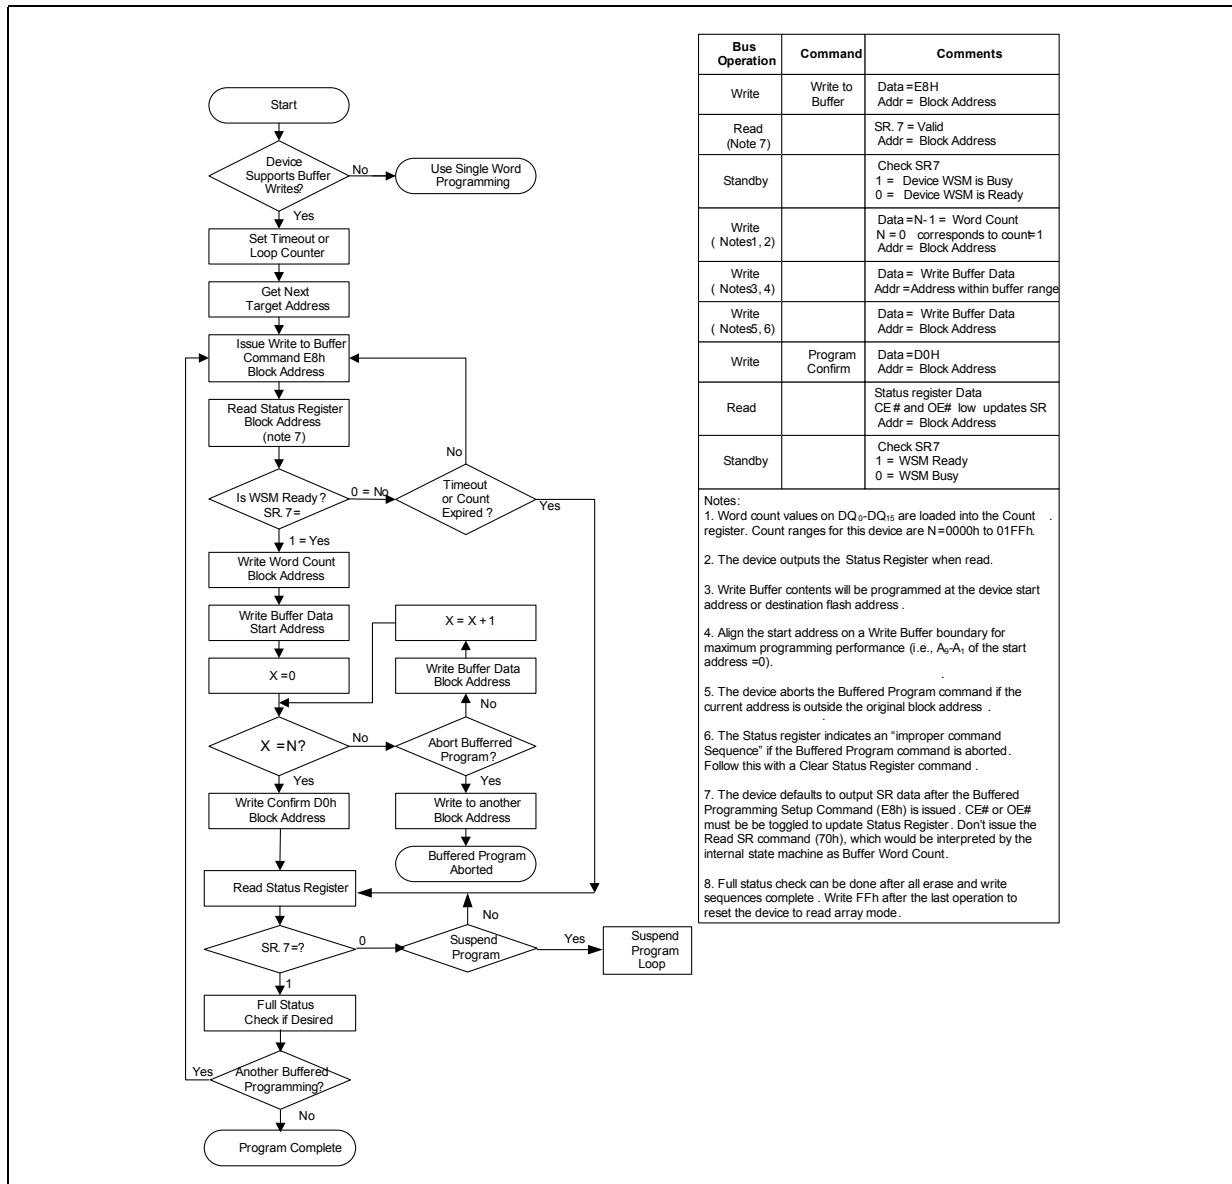 Start
Device
Supports Buffer
Writes?
No
Use Single Word
Programming
Yes
Set Timeout or
Loop Counter
Get Next
Target Address
Issue Write to Buffer
Command E8h
Block Address
Read Status Register
Block Address
(note 7)
No
Is WSM Ready?
SR. 7=
0 = No
Timeout
or Count
Expired ?
Yes
1 = Yes
Write Word Count
Block Address
Write Buffer Data
Start Address
X = X + 1
X =0
Write Buffer Data
Block Address
No
X =N?
No
Abort Bufferred
Program?
Yes
Yes
Write Confirm D0h
Block Address
Write to another
Block Address
Buffered Program
Aborted
Read Status Register
No
SR. 7=?
0
Suspend
Program
Yes
Suspend
Program
Loop
1
Full Status
Check if Desired
Yes
Another Buffered
Programming?
No
Program Complete
Bus
Operation
Command
Comments
Write
Write to
Buffer
Data =E8H
Addr = Block Address
Read
(Note 7)
SR. 7 = Valid
Addr = Block Address
Standby
Check SR7
1 = Device WSM is Busy
0 = Device WSM is Ready
Write
( Notes1, 2)
Data =N- 1 = Word Count
N = 0 corresponds to count=1
Addr = Block Address
Write
( Notes3, 4)
Data = Write Buffer Data
Addr =Address within buffer range
Write
( Notes5, 6)
Data = Write Buffer Data
Addr = Block Address
Write
Program
Confirm
Data =D0H
Addr = Block Address
Read
Status register Data
CE# and OE# low updates SR
Addr = Block Address
Standby
Check SR7
1 = WSM Ready
0 = WSM Busy
Notes:
1. Word count values on DQ0-DQ15 are loaded into the Count .
register. Count ranges for this device are N=0000h to 01FFh.
2. The device outputs the Status Register when read.
3. Write Buffer contents will be programmed at the device start
address or destination flash address .
4. Align the start address on a Write Buffer boundary for
maximum programming performance (i.e., A9-A1 of the start
address =0).
5. The device aborts the Buffered Program command if the
current address is outside the original block address .
6. The Status register indicates an “improper command
Sequence” if the Buffered Program command is aborted.
Follow this with a Clear Status Register command .
7. The device defaults to output SR data after the Buffered
Programming Setup Command (E8h) is issued . CE# or OE#
must be be toggled to update Status Register . Don’t issue the
Read SR command (70h), which would be interpreted by the
internal state machine as Buffer Word Count.
8. Full status check can be done after all erase and write
sequences complete . Write FFh after the last operation to
reset the device to read array mode.